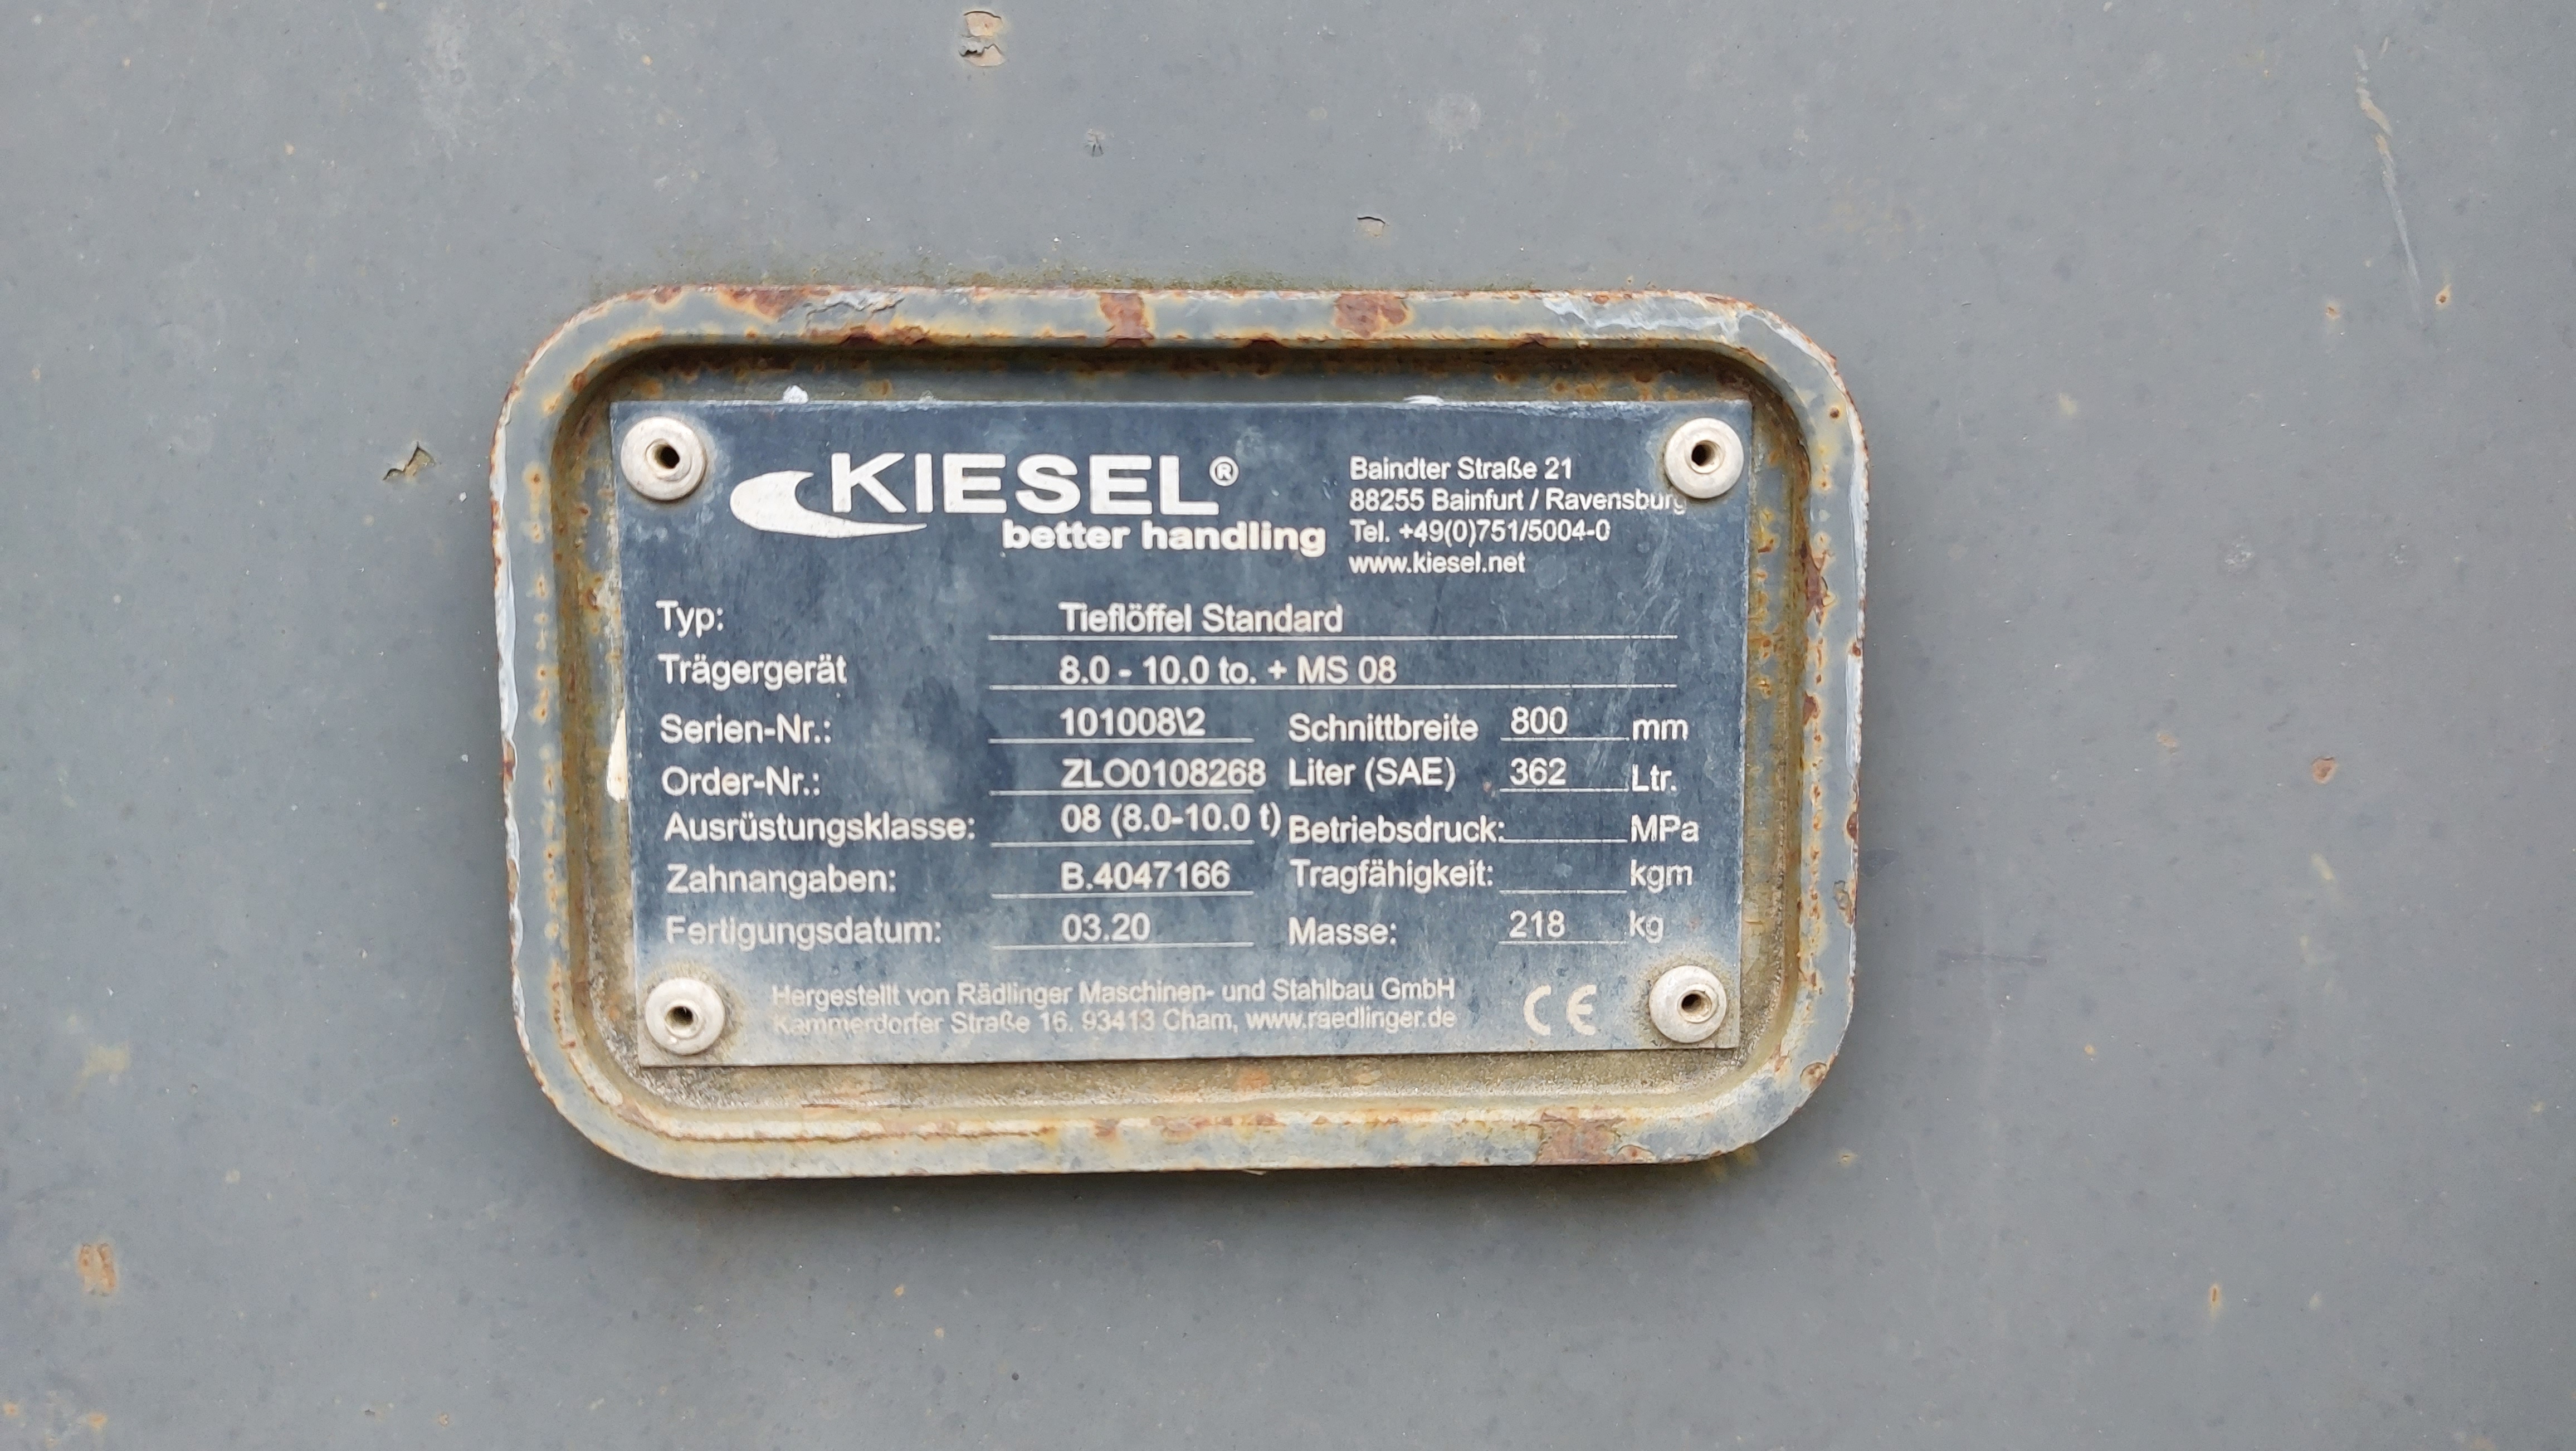 KIESEL®
better handling
Baindter Straße 21
88255 Bainfurt / Ravensburg
Tel. +49(0)751/5004-0
www.kiesel.net
Typ: Tieflöffel Standard
Trägergerät 8.0 - 10.0 to. + MS 08
Serien-Nr.: 101008\2 Schnittbreite 800 mm
Order-Nr.: ZLO0108268 Liter (SAE) 362 Ltr.
Ausrüstungsklasse: 08 (8.0-10.0 t) Betriebsdruck: MPa
Zahnangaben: B.4047166 Tragfähigkeit: kgm
Fertigungsdatum: 03.20 Masse: 218 kg
Hergestellt von Rädlinger Maschinen- und Stahlbau GmbH
Kammerdorfer Straße 16. 93413 Cham, www.raedlinger.de
CE